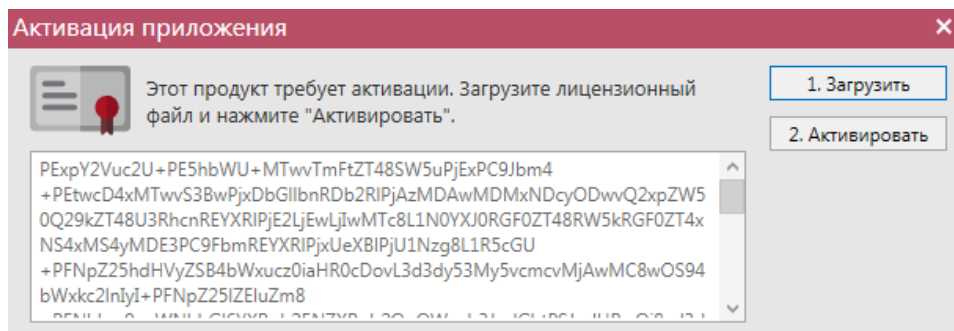 Активация приложения
Этот продукт требует активации. Загрузите лицензионный
файл и нажмите "Активировать".
1. Загрузить
2. Активировать
PExpY2Vuc2U+PE5hbWU+MTwvTmFtZT48SW5uPjExPC9Jbm4
+PEtwcD4xMTwvS3BwPjxDbGllbnRDb2RlPjAzMDAwMDMxNDcyODwvQ2xpZW5
0Q29kZT48U3RhcnREYXRlPjE2LjEwLjIwMTc8L1N0YXJ0RGF0ZT48RW5kRGF0ZT4x
NS4xMS4yMDE3PC9FbmREYXRlPjxUeXBlPjU1Nzg8L1R5cGU
+PFNpZ25hdHVyZSB4bWxucz0iaHR0cDovL3d3dy53My5vcmcvMjAwMC8wOS94
bWxkc2lnIyI+PFNpZ25lZEluZm8